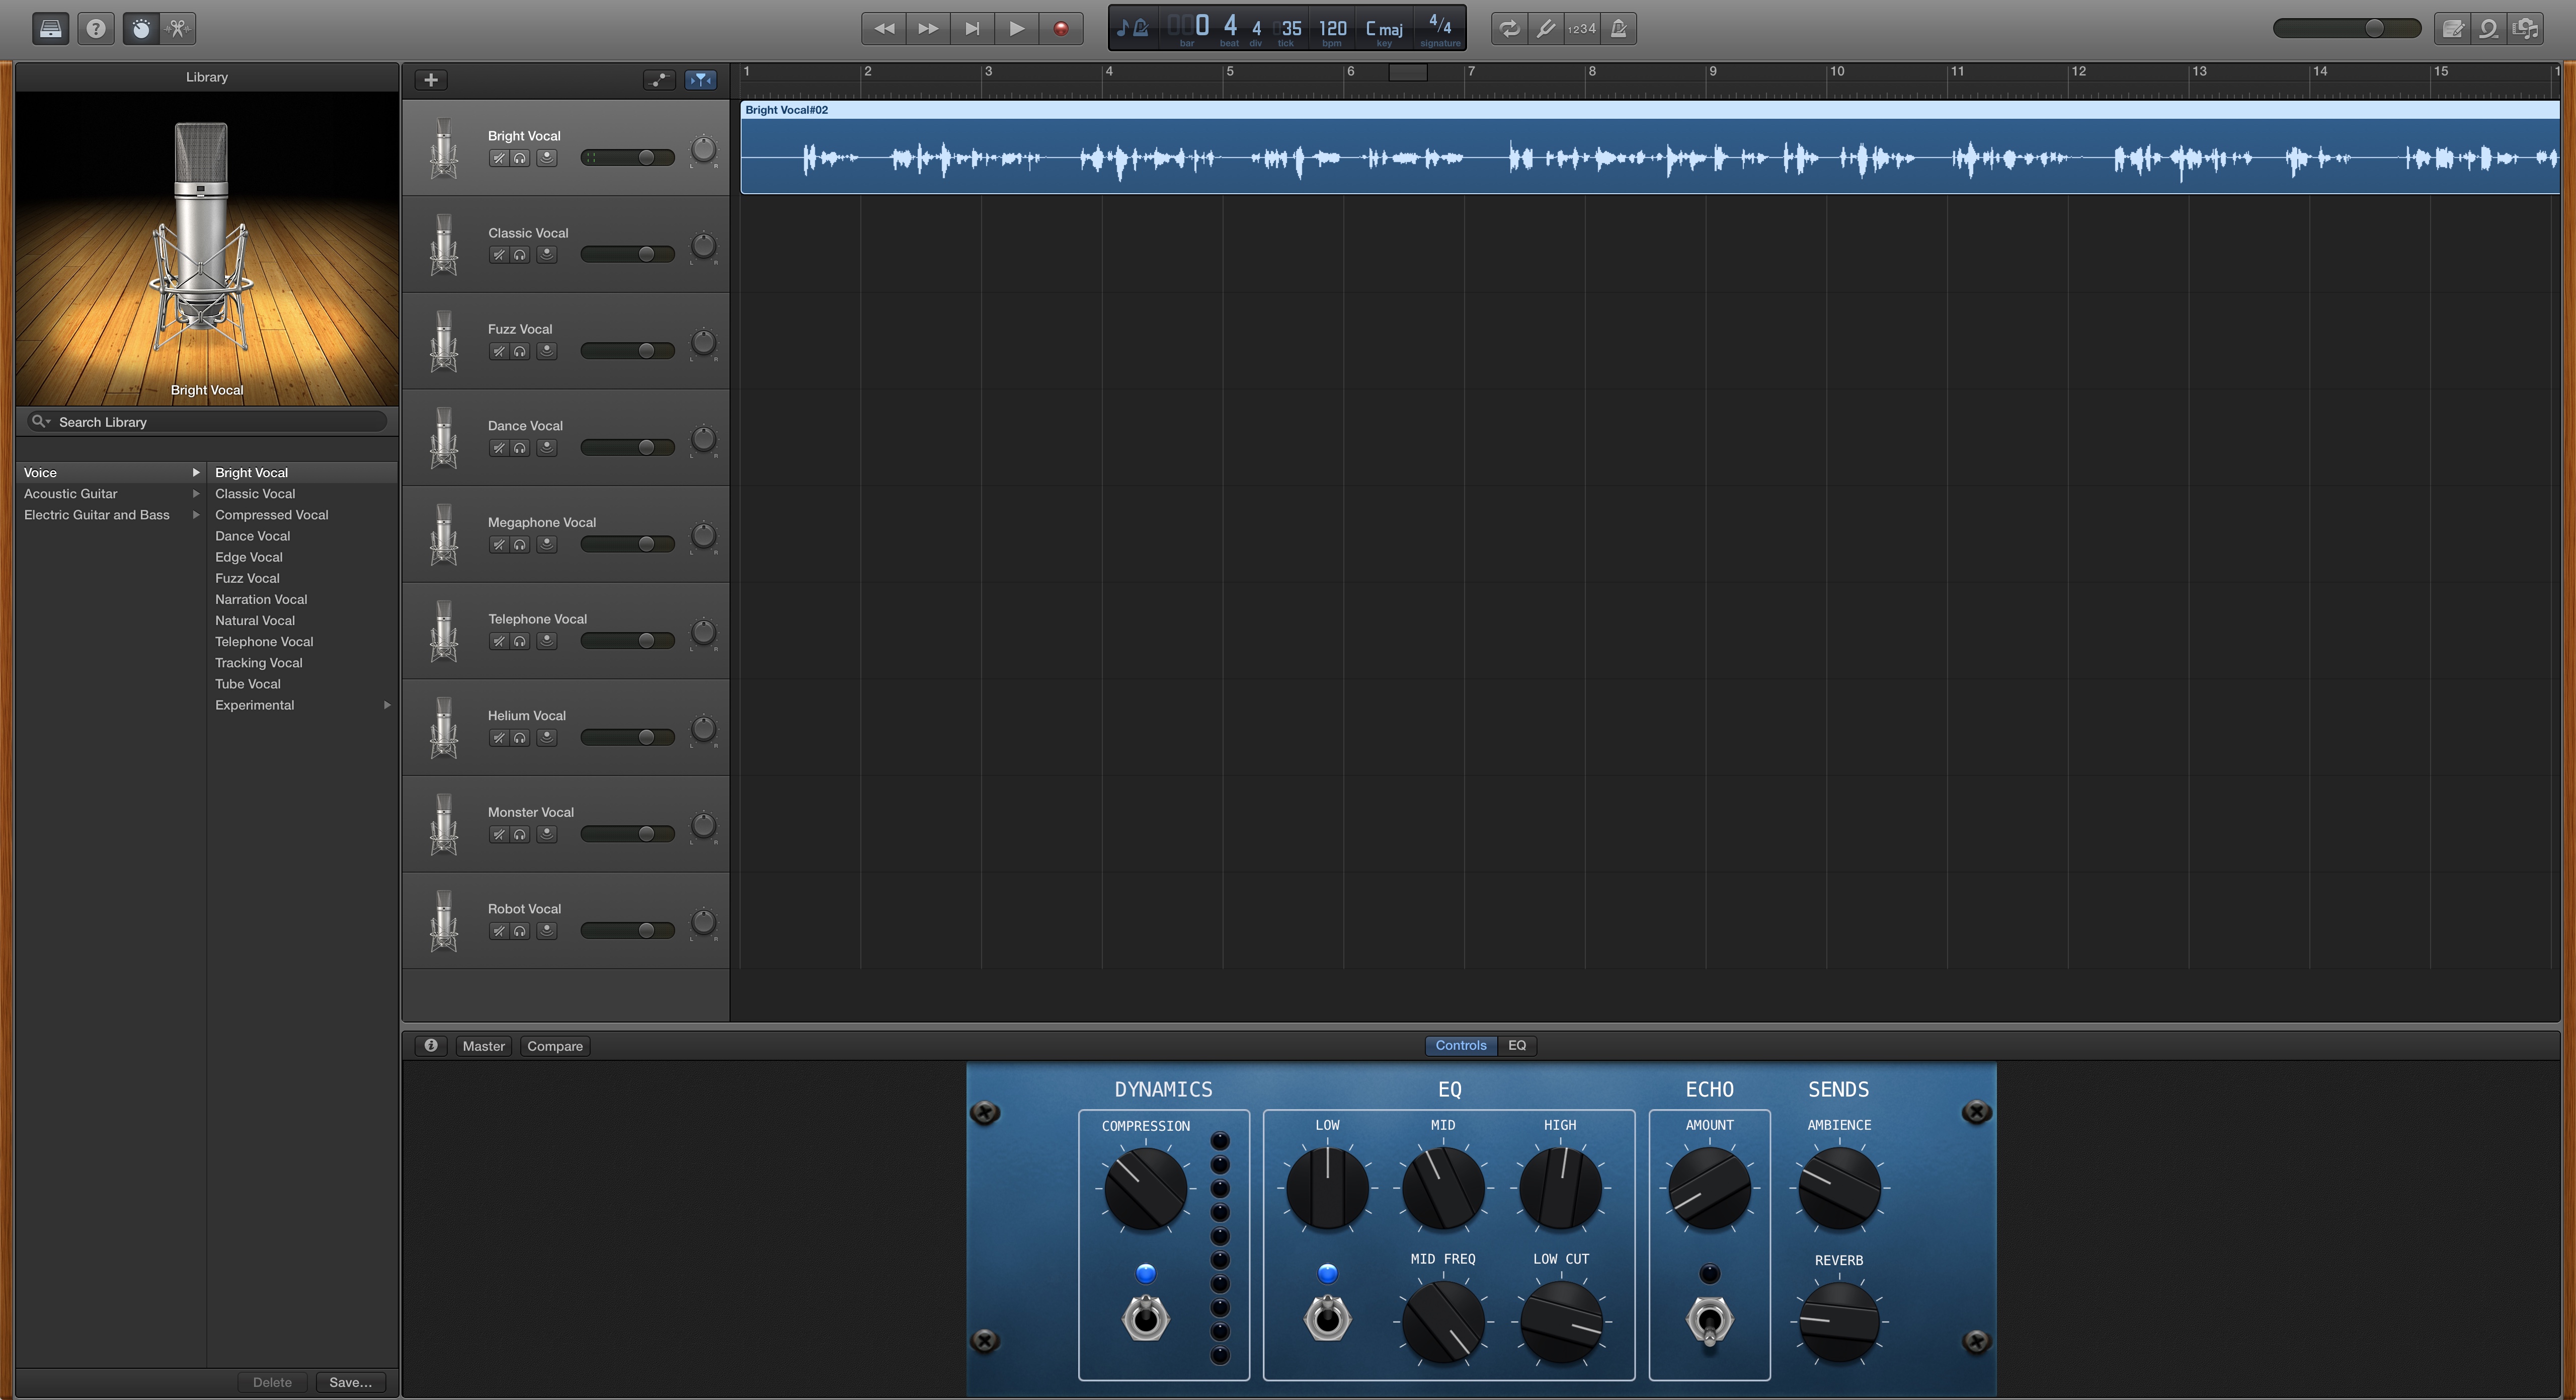 0 4 4 35 120 C maj 4/4
bar beat div tick bpm key signature
1234
Library
Bright Vocal
Search Library
Voice
Acoustic Guitar
Electric Guitar and Bass
Bright Vocal
Classic Vocal
Compressed Vocal
Dance Vocal
Edge Vocal
Fuzz Vocal
Narration Vocal
Natural Vocal
Telephone Vocal
Tracking Vocal
Tube Vocal
Experimental
Delete Save...
1 2 3 4 5 6 7 8 9 10 11 12 13 14 15 1
Bright Vocal
L R
Bright Vocal#02
Classic Vocal
L R
Fuzz Vocal
L R
Dance Vocal
L R
Megaphone Vocal
L R
Telephone Vocal
L R
Helium Vocal
L R
Monster Vocal
L R
Robot Vocal
L R
Master Compare Controls EQ
DYNAMICS EQ ECHO SENDS
COMPRESSION LOW MID HIGH AMOUNT AMBIENCE
MID FREQ LOW CUT REVERB